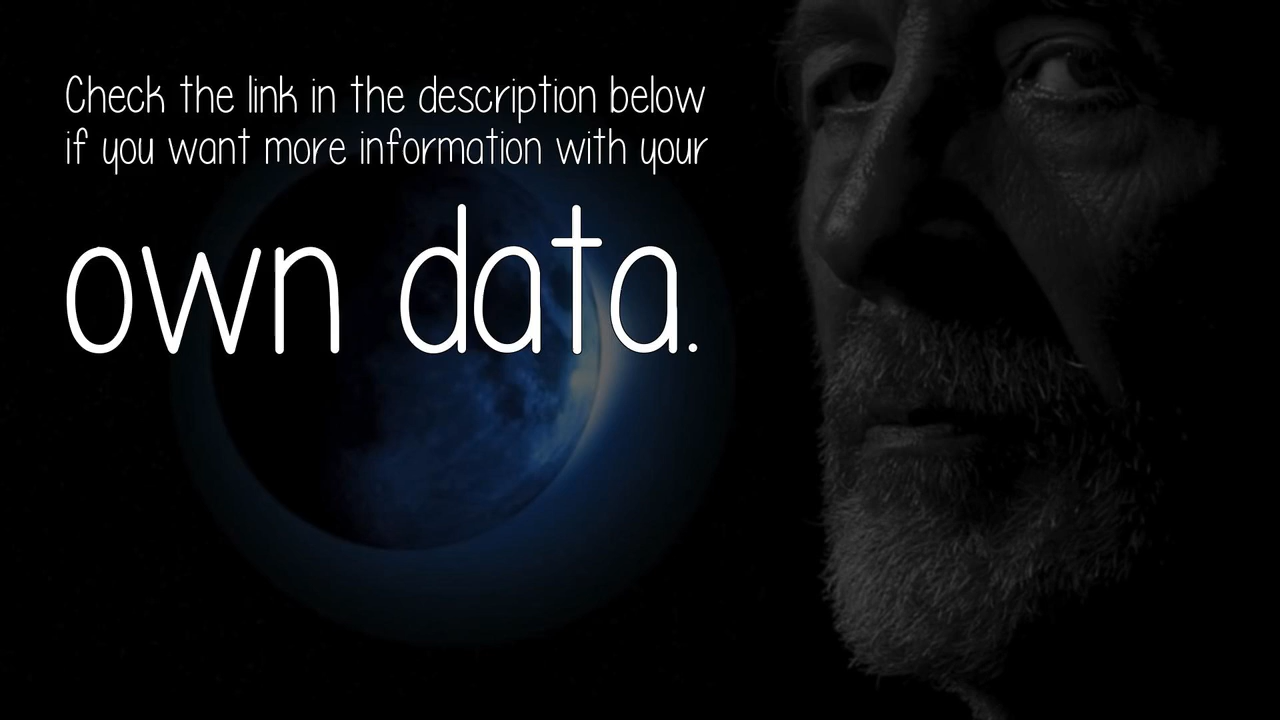 Check the link in the description below
if you want more information with your
own data.